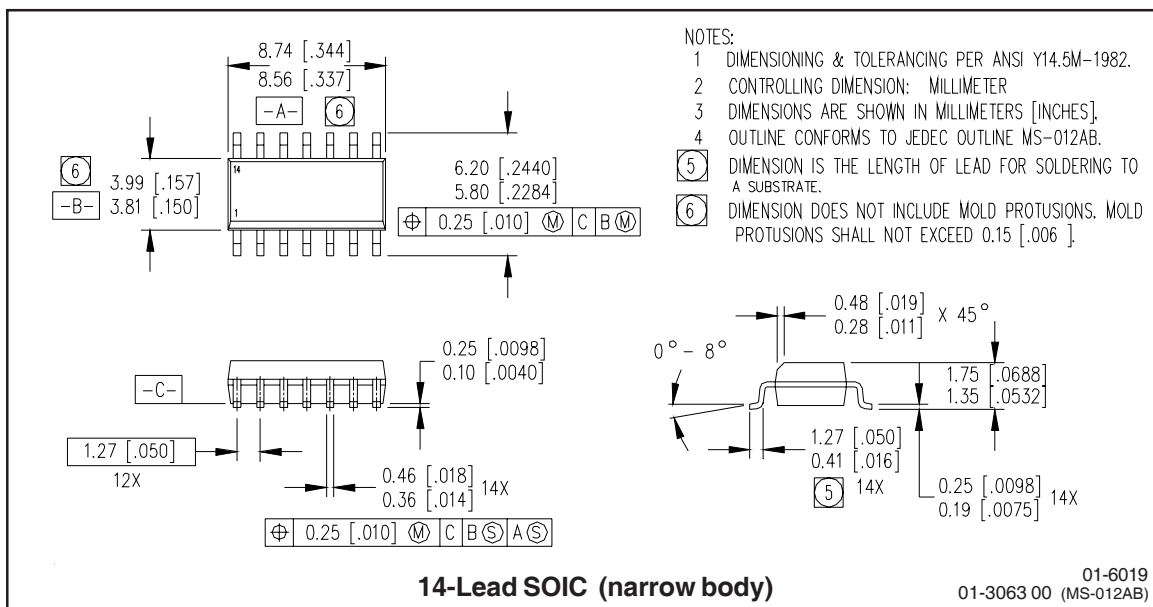 8.74 [.344]
8.56 [.337]
-A- 6
14
1
6
3.99 [.157]
3.81 [.150]
-B-
6.20 [.2440]
5.80 [.2284]
⌖ 0.25 [.010] Ⓜ C B Ⓜ
NOTES:
1 DIMENSIONING & TOLERANCING PER ANSI Y14.5M-1982.
2 CONTROLLING DIMENSION: MILLIMETER
3 DIMENSIONS ARE SHOWN IN MILLIMETERS [INCHES].
4 OUTLINE CONFORMS TO JEDEC OUTLINE MS-012AB.
5 DIMENSION IS THE LENGTH OF LEAD FOR SOLDERING TO
A SUBSTRATE.
6 DIMENSION DOES NOT INCLUDE MOLD PROTUSIONS. MOLD
PROTUSIONS SHALL NOT EXCEED 0.15 [.006 ].
-C-
0.25 [.0098]
0.10 [.0040]
1.27 [.050]
12X
0.46 [.018]
0.36 [.014] 14X
⌖ 0.25 [.010] Ⓜ C B Ⓢ A Ⓢ
0.48 [.019]
0.28 [.011] X 45°
0°- 8°
1.75 [.0688]
1.35 [.0532]
1.27 [.050]
0.41 [.016]
5 14X
0.25 [.0098]
0.19 [.0075] 14X
14-Lead SOIC (narrow body)
01-6019
01-3063 00 (MS-012AB)